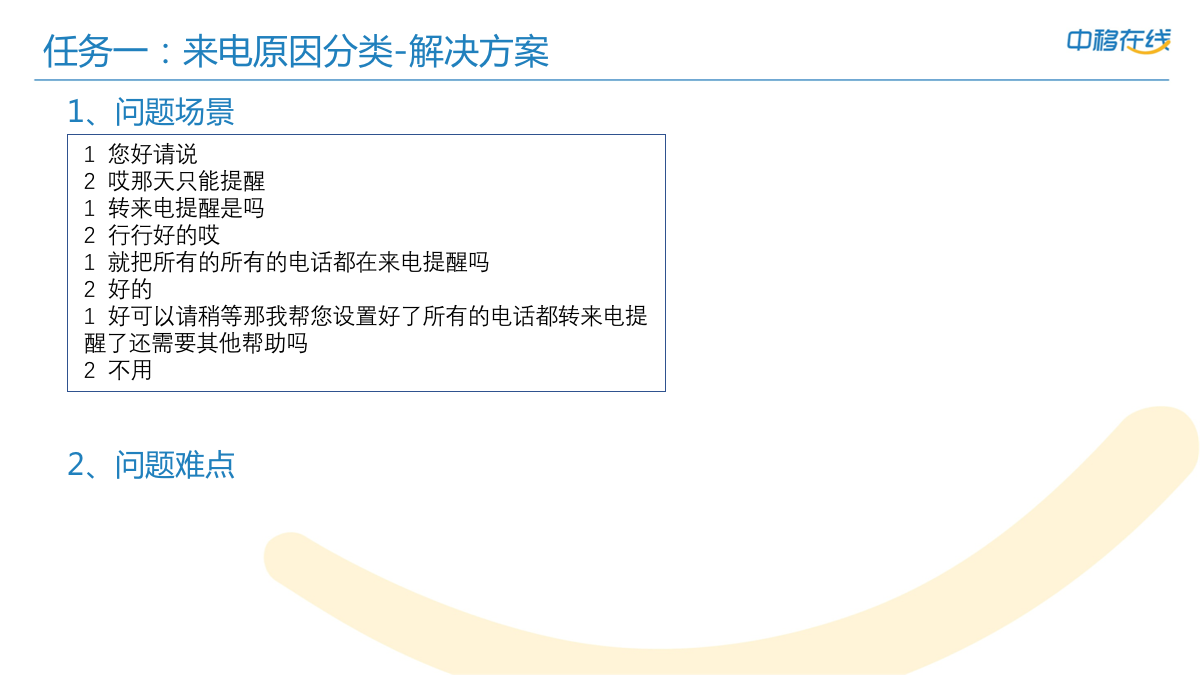 任务一：来电原因分类-解决方案
中移在线
1、问题场景
1 您好请说
2 哎那天只能提醒
1 转来电提醒是吗
2 行行好的哎
1 就把所有的所有的电话都在来电提醒吗
2 好的
1 好可以请稍等那我帮您设置好了所有的电话都转来电提
醒了还需要其他帮助吗
2 不用
2、问题难点